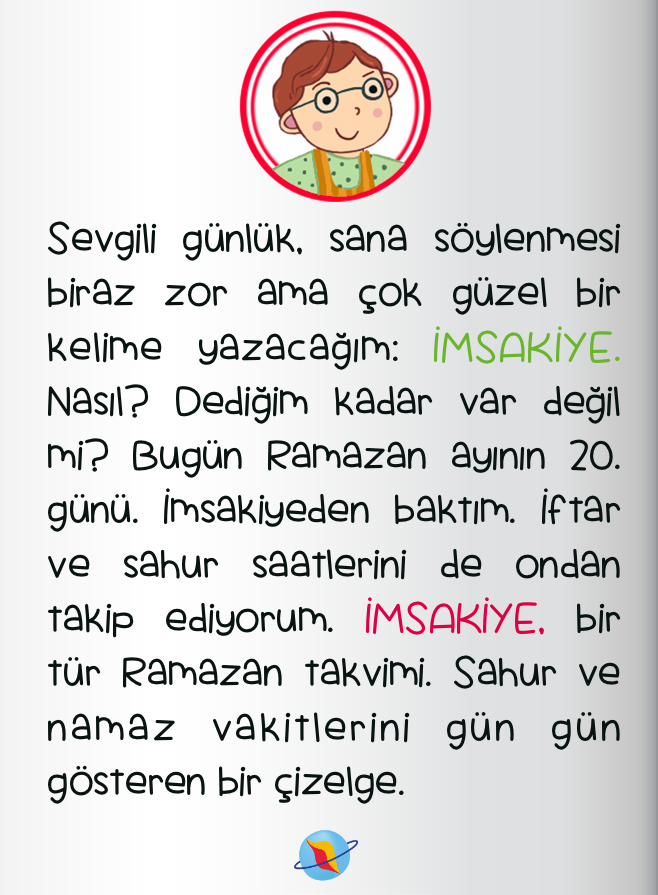 Sevgili günlük, sana söylenmesi
biraz zor ama çok güzel bir
kelime yazacağım: İMSAKİYE.
Nasıl? Dediğim kadar var değil
mi? Bugün Ramazan ayının 20.
günü. İmsakiyeden baktım. İftar
ve sahur saatlerini de ondan
takip ediyorum. İMSAKİYE, bir
tür Ramazan takvimi. Sahur ve
namaz vakitlerini gün gün
gösteren bir çizelge.